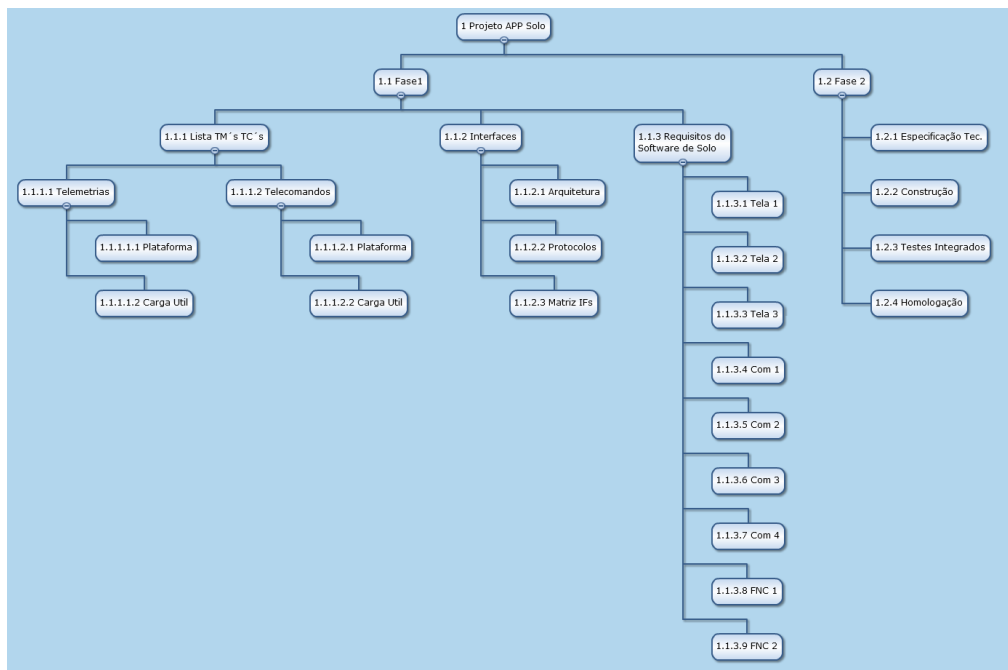 1 Projeto APP Solo
1.1 Fase1
1.2 Fase 2
1.1.1 Lista TM´s TC´s
1.1.2 Interfaces
1.1.3 Requisitos do
Software de Solo
1.2.1 Especificação Tec.
1.2.2 Construção
1.2.3 Testes Integrados
1.2.4 Homologação
1.1.1.1 Telemetrias
1.1.1.2 Telecomandos
1.1.1.1.1 Plataforma
1.1.1.1.2 Carga Util
1.1.1.2.1 Plataforma
1.1.1.2.2 Carga Util
1.1.2.1 Arquitetura
1.1.2.2 Protocolos
1.1.2.3 Matriz IFs
1.1.3.1 Tela 1
1.1.3.2 Tela 2
1.1.3.3 Tela 3
1.1.3.4 Com 1
1.1.3.5 Com 2
1.1.3.6 Com 3
1.1.3.7 Com 4
1.1.3.8 FNC 1
1.1.3.9 FNC 2